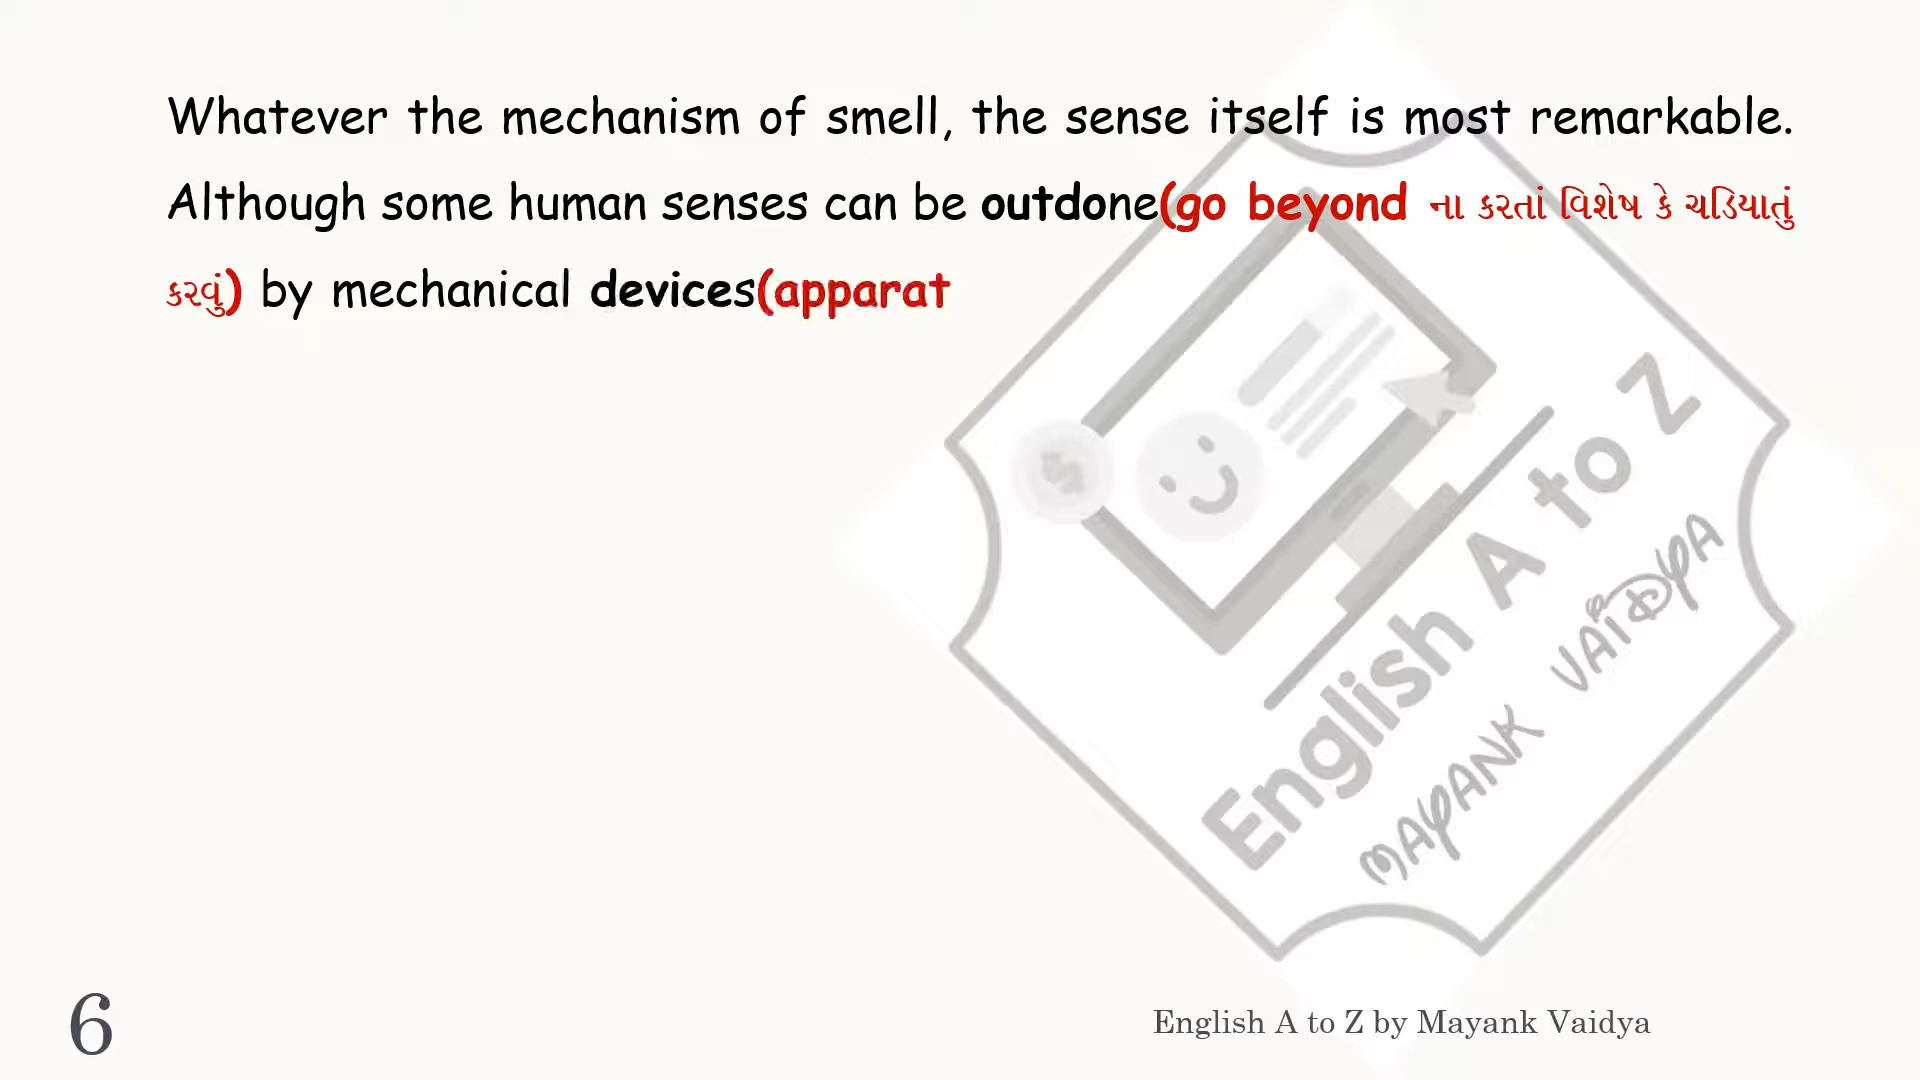 Whatever the mechanism of smell, the sense itself is most remarkable.
Although some human senses can be outdone(go beyond ના કરતાં વિશેષ કે ચડિયાતું
કરવું) by mechanical devices(apparat
English A to Z
MAYANK VAIDYA
6
English A to Z by Mayank Vaidya